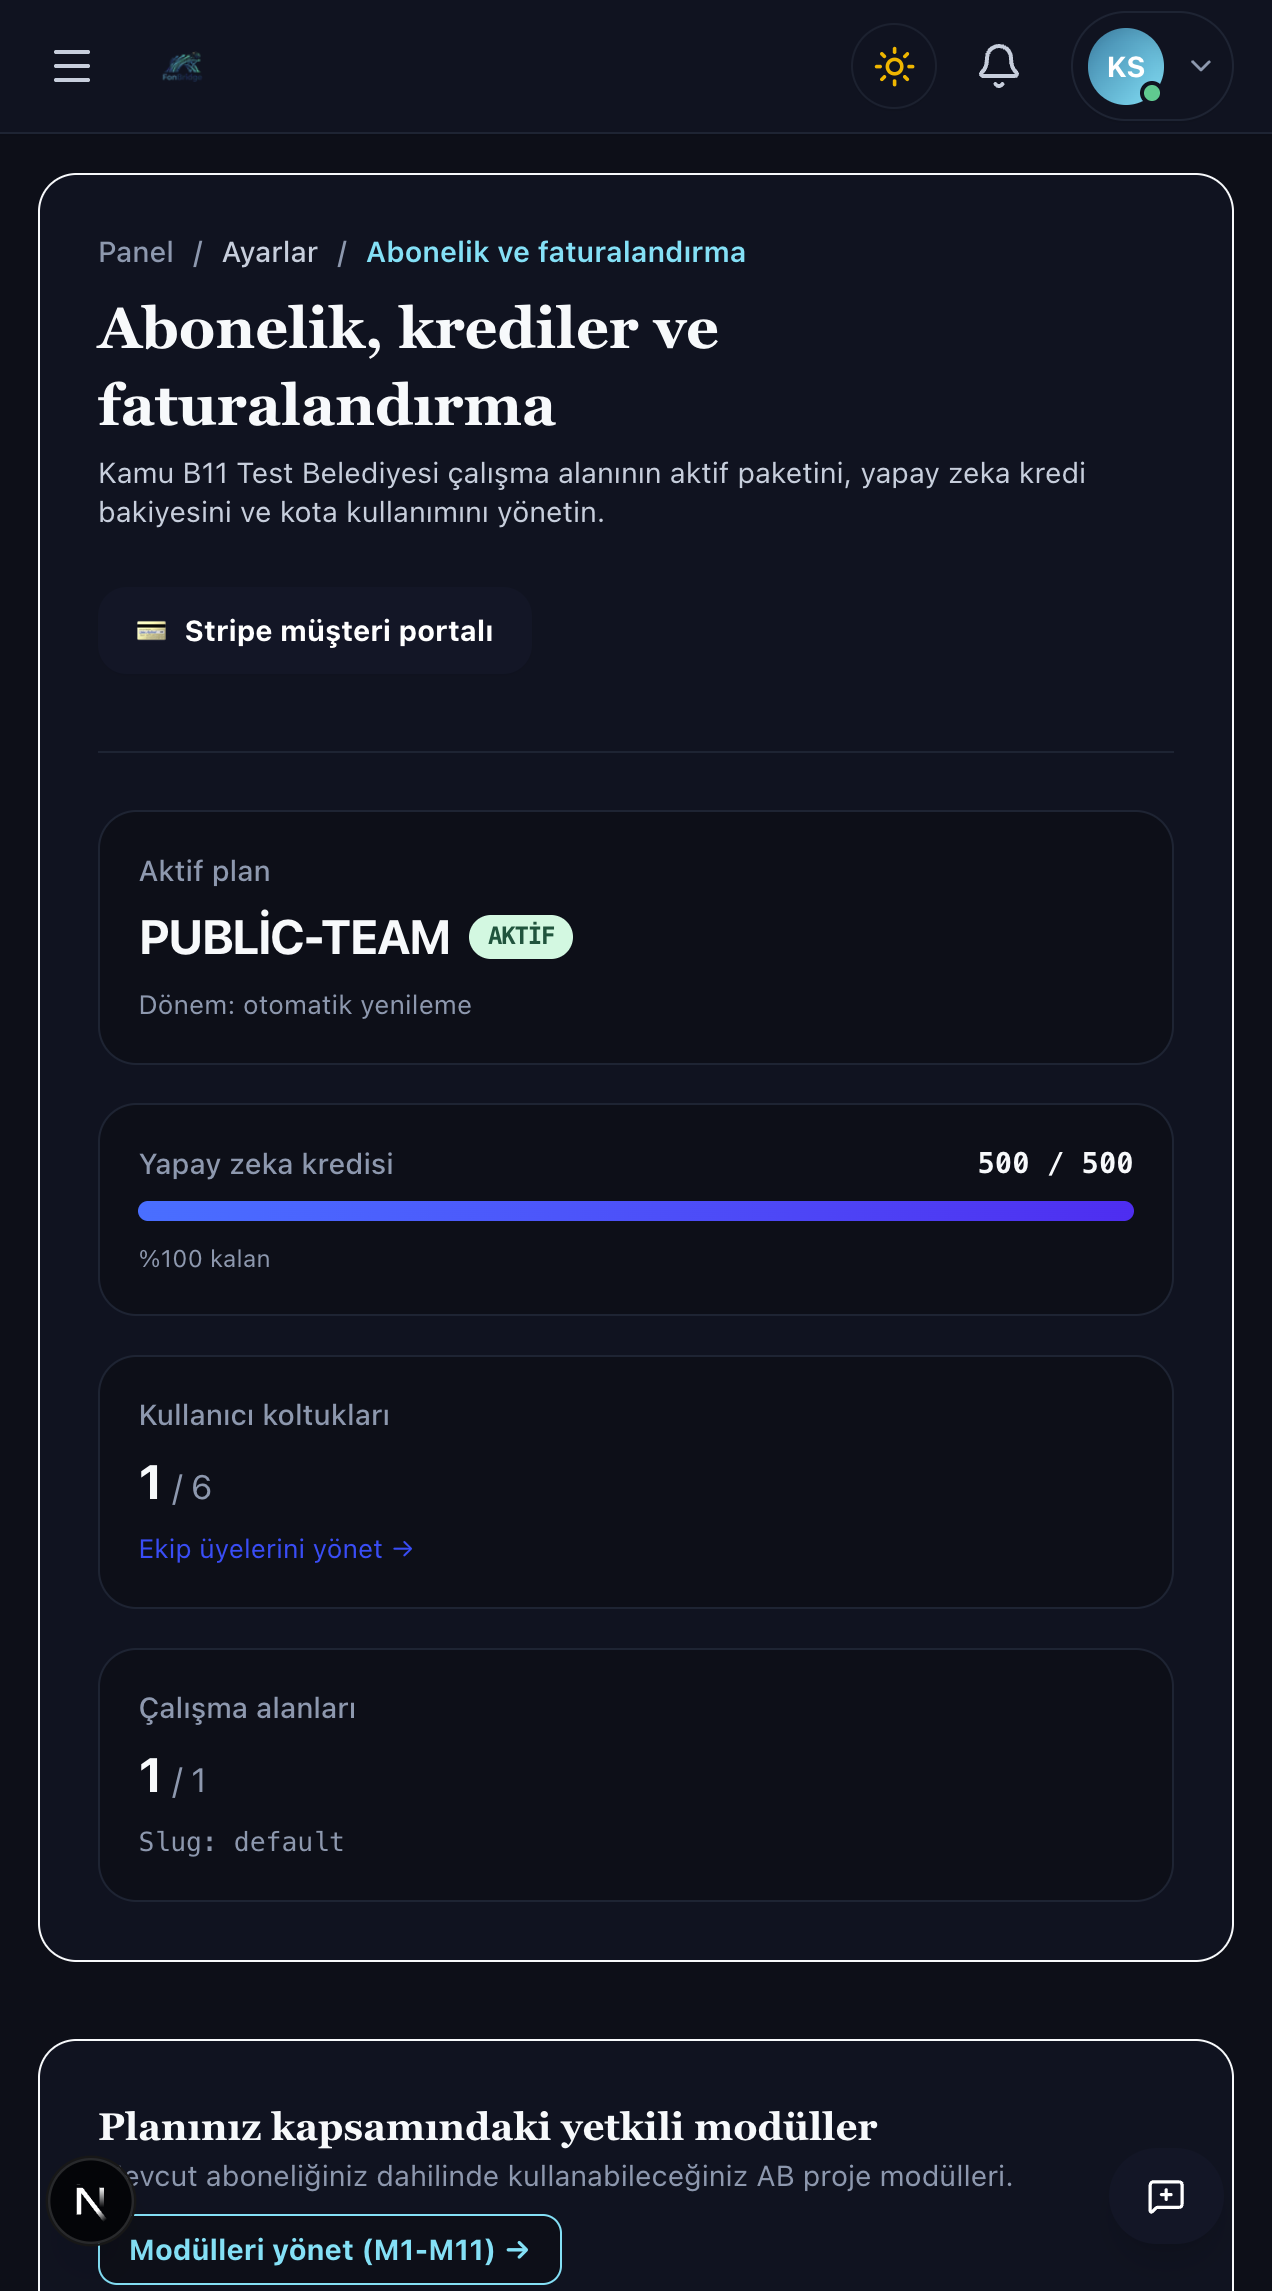 KS
Panel / Ayarlar / Abonelik ve faturalandırma
Abonelik, krediler ve
faturalandırma
Kamu B11 Test Belediyesi çalışma alanının aktif paketini, yapay zeka kredi
bakiyesini ve kota kullanımını yönetin.
Stripe müşteri portalı
Aktif plan
PUBLİC-TEAM AKTİF
Dönem: otomatik yenileme
Yapay zeka kredisi 500 / 500
%100 kalan
Kullanıcı koltukları
1 / 6
Ekip üyelerini yönet →
Çalışma alanları
1 / 1
Slug: default
Planınız kapsamındaki yetkili modüller
evcut aboneliğiniz dahilinde kullanabileceğiniz AB proje modülleri.
N
Modülleri yönet (M1-M11) →